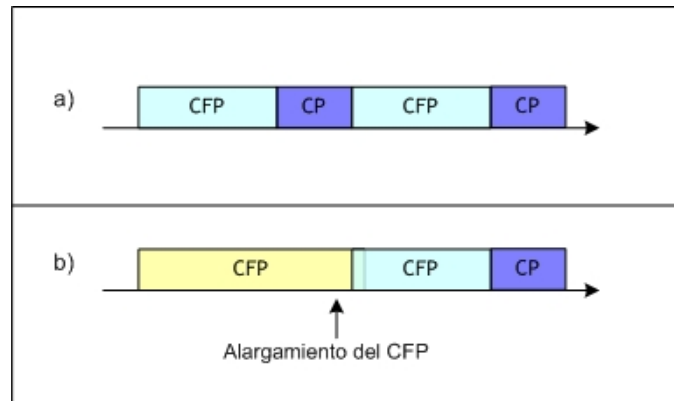 a)
CFP CP CFP CP
b)
CFP CFP CP
Alargamiento del CFP